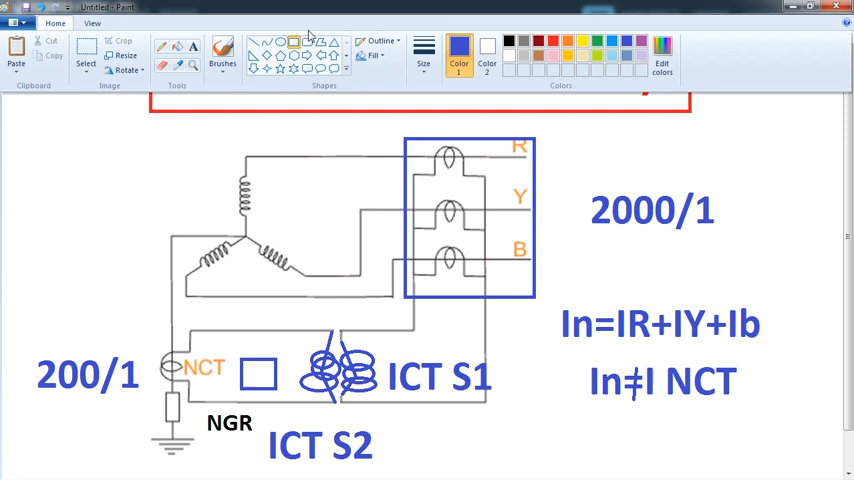 Untitled - Paint
Home View
Paste
Cut
Copy
Clipboard
Select
Crop
Resize
Rotate
Image
Tools
A
Brushes
Shapes
Outline
Fill
Size
Color 1
Color 2
Edit colors
Colors
R
Y
B
2000/1
In=IR+IY+Ib
In≠I NCT
200/1
NCT
ICT S1
NGR
ICT S2